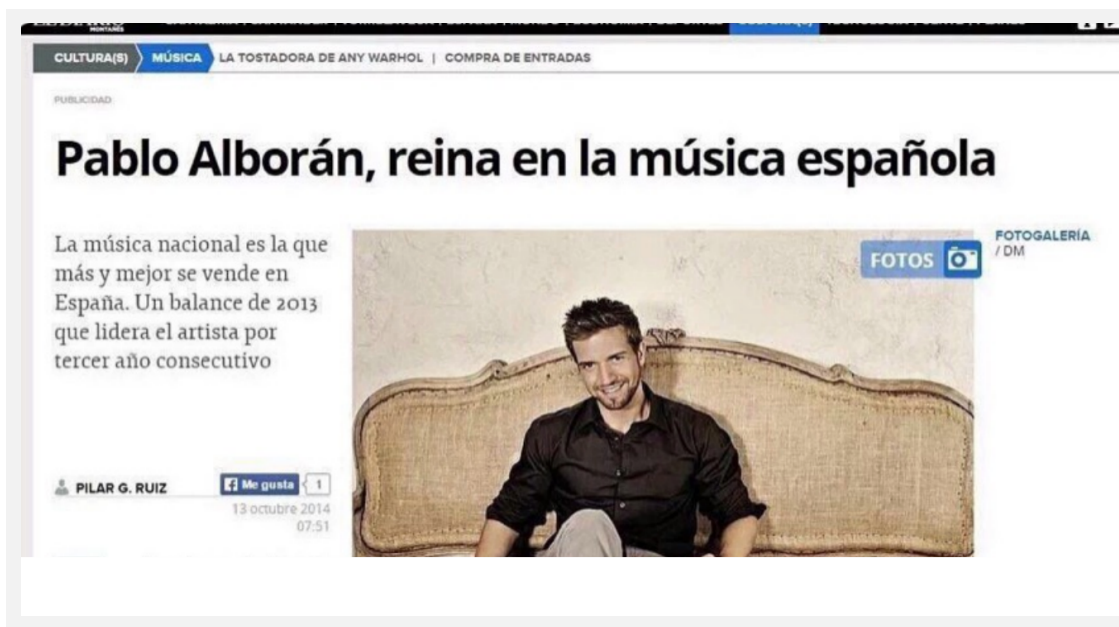 MONTAÑÉS
CULTURA(S) MÚSICA LA TOSTADORA DE ANY WARHOL | COMPRA DE ENTRADAS
PUBLICIDAD
Pablo Alborán, reina en la música española
La música nacional es la que
más y mejor se vende en
España. Un balance de 2013
que lidera el artista por
tercer año consecutivo
PILAR G. RUIZ
Me gusta 1
13 octubre 2014
07:51
FOTOS
FOTOGALERÍA
/ DM